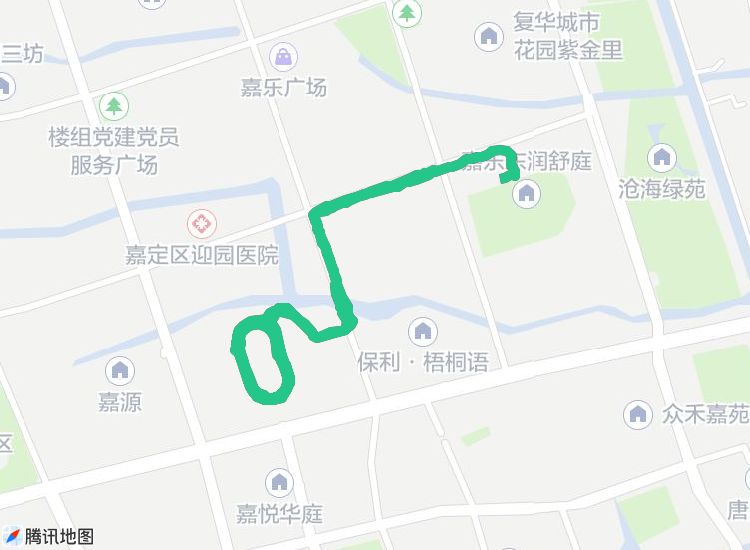 复华城市
花园紫金里
三坊
嘉乐广场
楼组党建党员
服务广场
嘉乐
润舒庭
沧海绿苑
嘉定区迎园医院
保利·梧桐语
嘉源
众禾嘉苑
区
嘉悦华庭
唐
腾讯地图